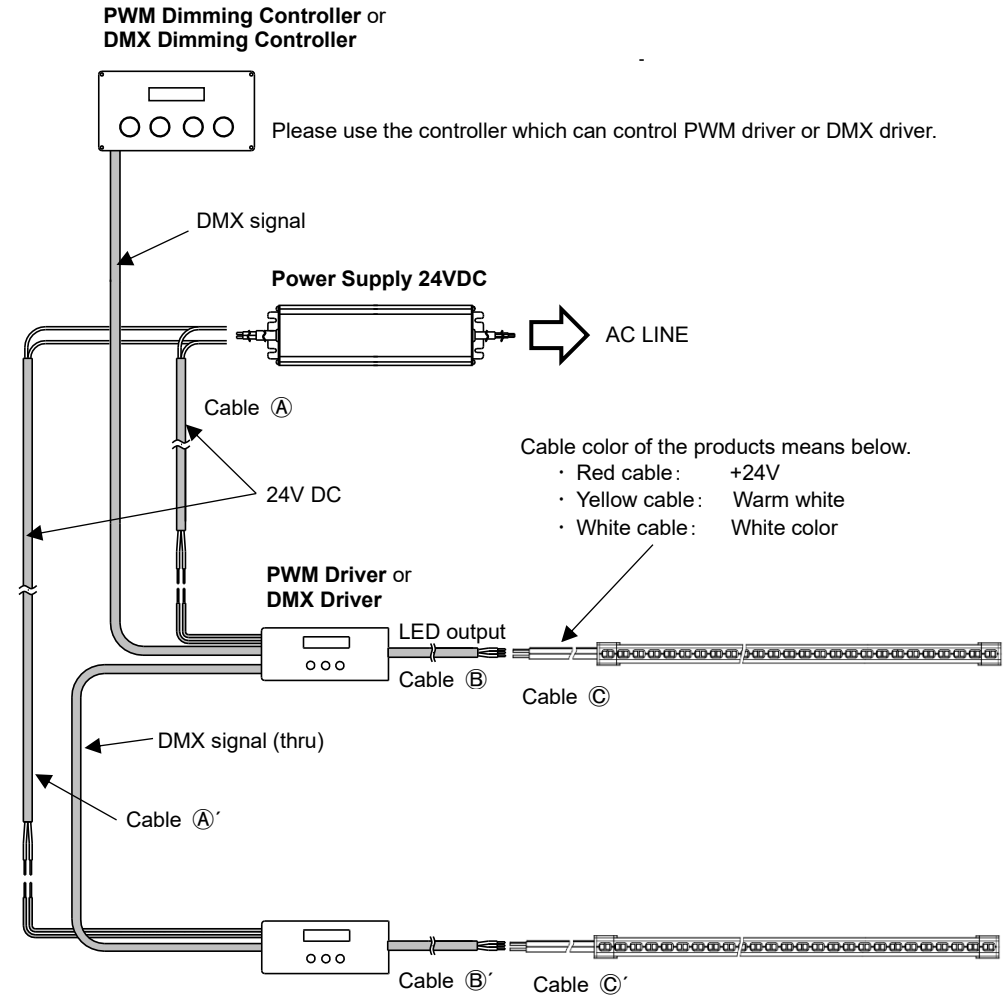 PWM Dimming Controller or
DMX Dimming Controller
-
Please use the controller which can control PWM driver or DMX driver.
DMX signal
Power Supply 24VDC
AC LINE
Cable Ⓐ
24V DC
Cable color of the products means below.
・ Red cable： +24V
・ Yellow cable： Warm white
・ White cable： White color
PWM Driver or
DMX Driver
LED output
Cable Ⓑ
Cable Ⓒ
DMX signal (thru)
Cable Ⓐ´
Cable Ⓑ´
Cable Ⓒ´